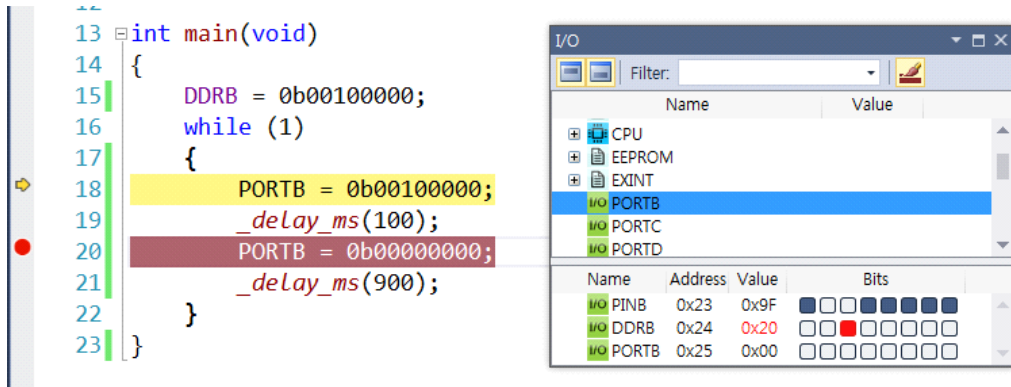 12
13 int main(void)
14 {
15 DDRB = 0b00100000;
16 while (1)
17 {
18 PORTB = 0b00100000;
19 _delay_ms(100);
20 PORTB = 0b00000000;
21 _delay_ms(900);
22 }
23 }
I/O
Filter:
Name Value
CPU
EEPROM
EXINT
I/O PORTB
I/O PORTC
I/O PORTD
Name Address Value Bits
I/O PINB 0x23 0x9F
I/O DDRB 0x24 0x20
I/O PORTB 0x25 0x00